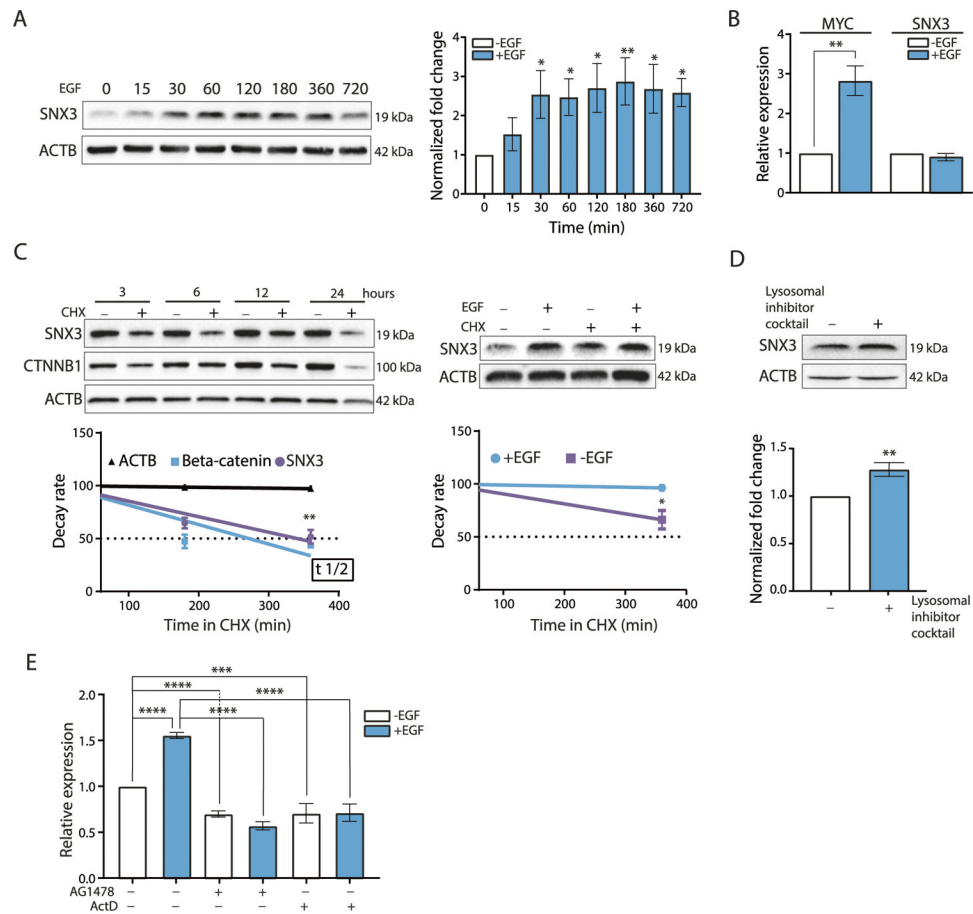 A
EGF 0 15 30 60 120 180 360 720
SNX3 19 kDa
ACTB 42 kDa
Normalized fold change
4
3
2
1
0
-EGF
+EGF
* * * ** * *
0 15 30 60 120 180 360 720
Time (min)
B
MYC SNX3
-EGF
+EGF
**
Relative expression
4
3
2
1
0
C
3 6 12 24 hours
CHX – + – + – + – +
SNX3 19 kDa
CTNNB1 100 kDa
ACTB 42 kDa
150
100
50
0
Decay rate
ACTB Beta-catenin SNX3
**
t 1/2
100 200 300 400
Time in CHX (min)
EGF – + – +
CHX – – + +
SNX3 19 kDa
ACTB 42 kDa
150
100
50
0
Decay rate
+EGF -EGF
*
100 200 300 400
Time in CHX (min)
D
Lysosomal
inhibitor
cocktail – +
SNX3 19 kDa
ACTB 42 kDa
Normalized fold change
1.5
1.0
0.5
0.0
**
– + Lysosomal
inhibitor
cocktail
E
***
**** ****
**** ****
-EGF
+EGF
Relative expression
2.0
1.5
1.0
0.5
0
AG1478 – – + + – –
ActD – – – – + +